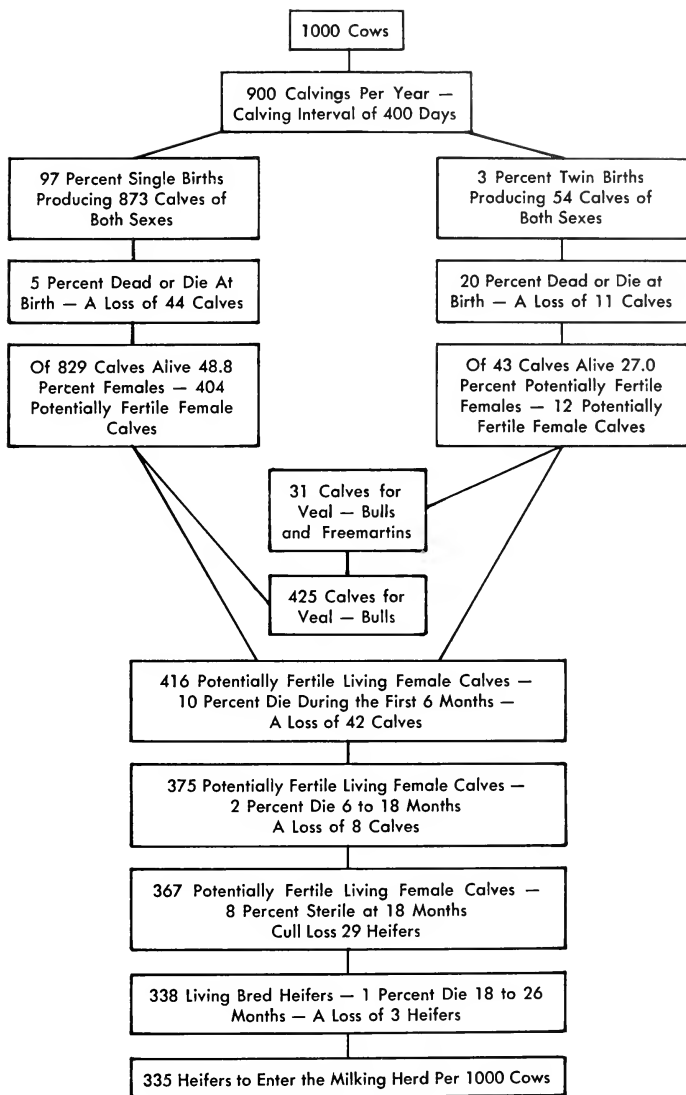 1000 Cows
900 Calvings Per Year —
Calving Interval of 400 Days
97 Percent Single Births
Producing 873 Calves of
Both Sexes
3 Percent Twin Births
Producing 54 Calves of
Both Sexes
5 Percent Dead or Die At
Birth — A Loss of 44 Calves
20 Percent Dead or Die at
Birth — A Loss of 11 Calves
Of 829 Calves Alive 48.8
Percent Females — 404
Potentially Fertile Female
Calves
Of 43 Calves Alive 27.0
Percent Potentially Fertile
Females — 12 Potentially
Fertile Female Calves
31 Calves for
Veal — Bulls
and Freemartins
425 Calves for
Veal — Bulls
416 Potentially Fertile Living Female Calves —
10 Percent Die During the First 6 Months —
A Loss of 42 Calves
375 Potentially Fertile Living Female Calves —
2 Percent Die 6 to 18 Months
A Loss of 8 Calves
367 Potentially Fertile Living Female Calves —
8 Percent Sterile at 18 Months
Cull Loss 29 Heifers
338 Living Bred Heifers — 1 Percent Die 18 to 26
Months — A Loss of 3 Heifers
335 Heifers to Enter the Milking Herd Per 1000 Cows